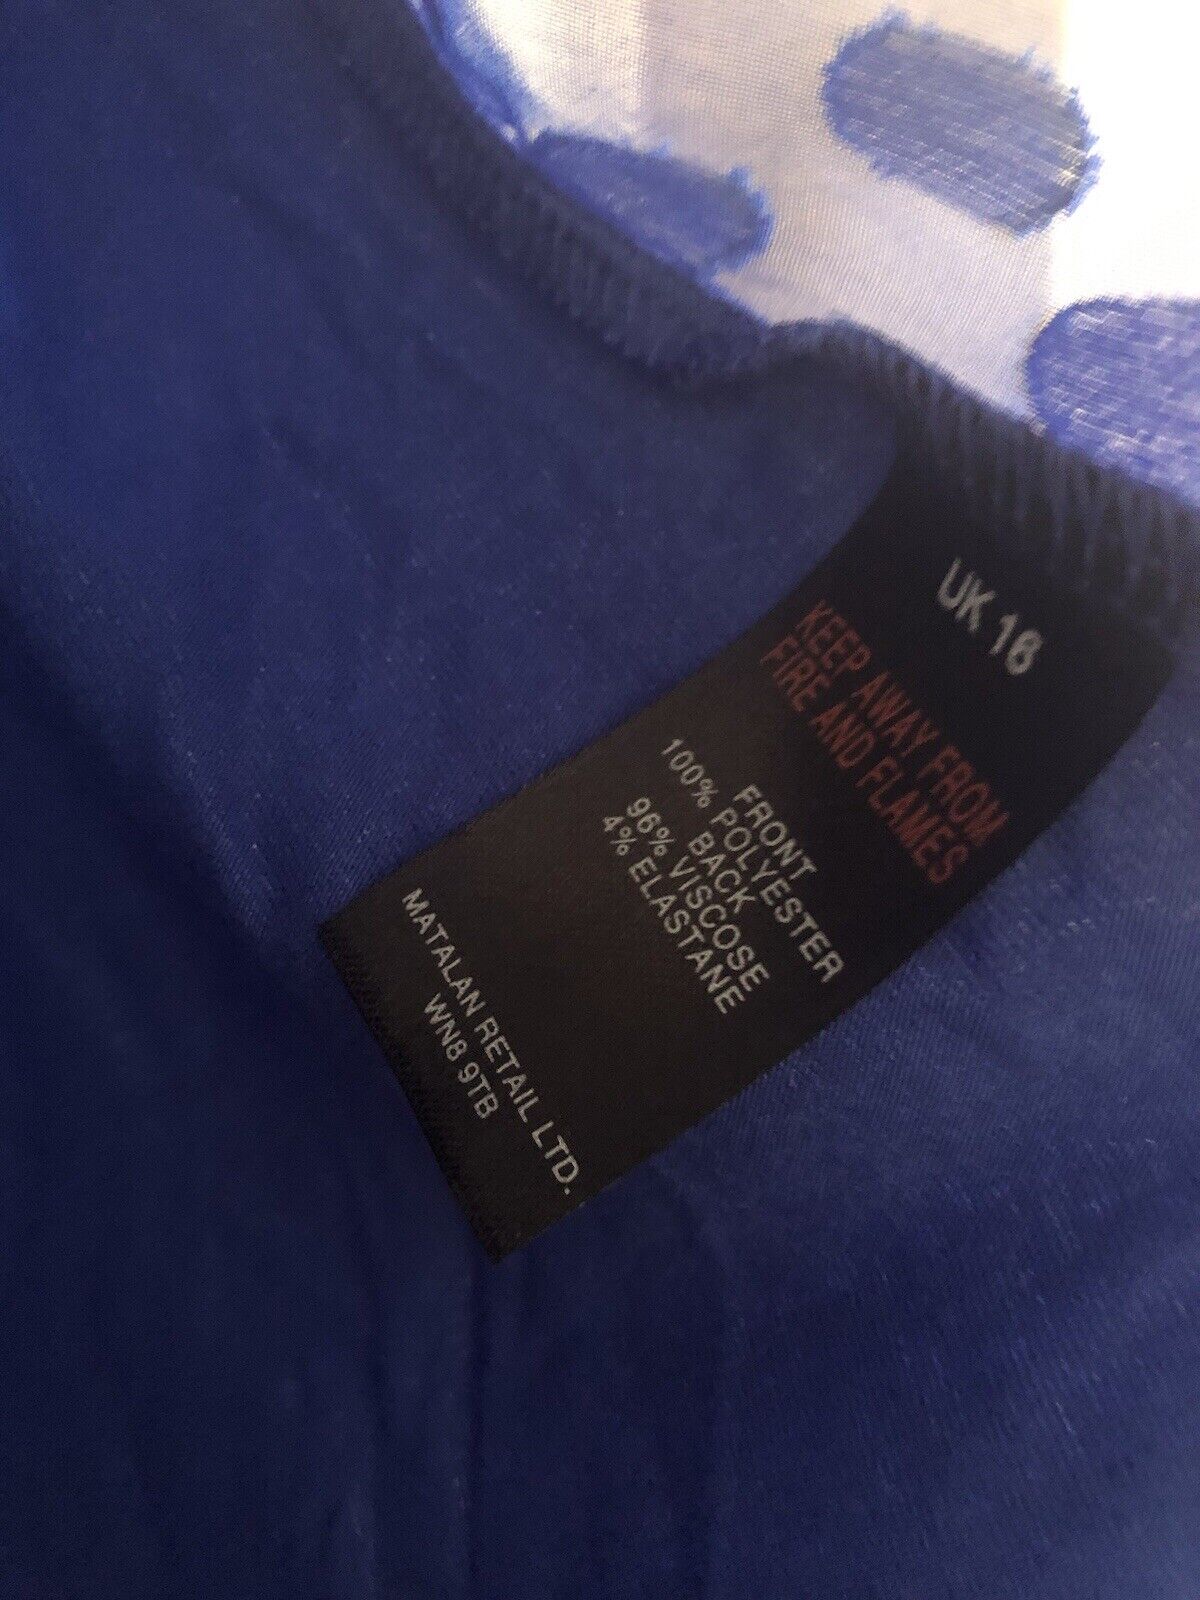 UK 18
KEEP AWAY FROM
FIRE AND FLAMES
FRONT
100% POLYESTER
BACK
96% VISCOSE
4% ELASTANE
MATALAN RETAIL LTD.
WN8 9TB